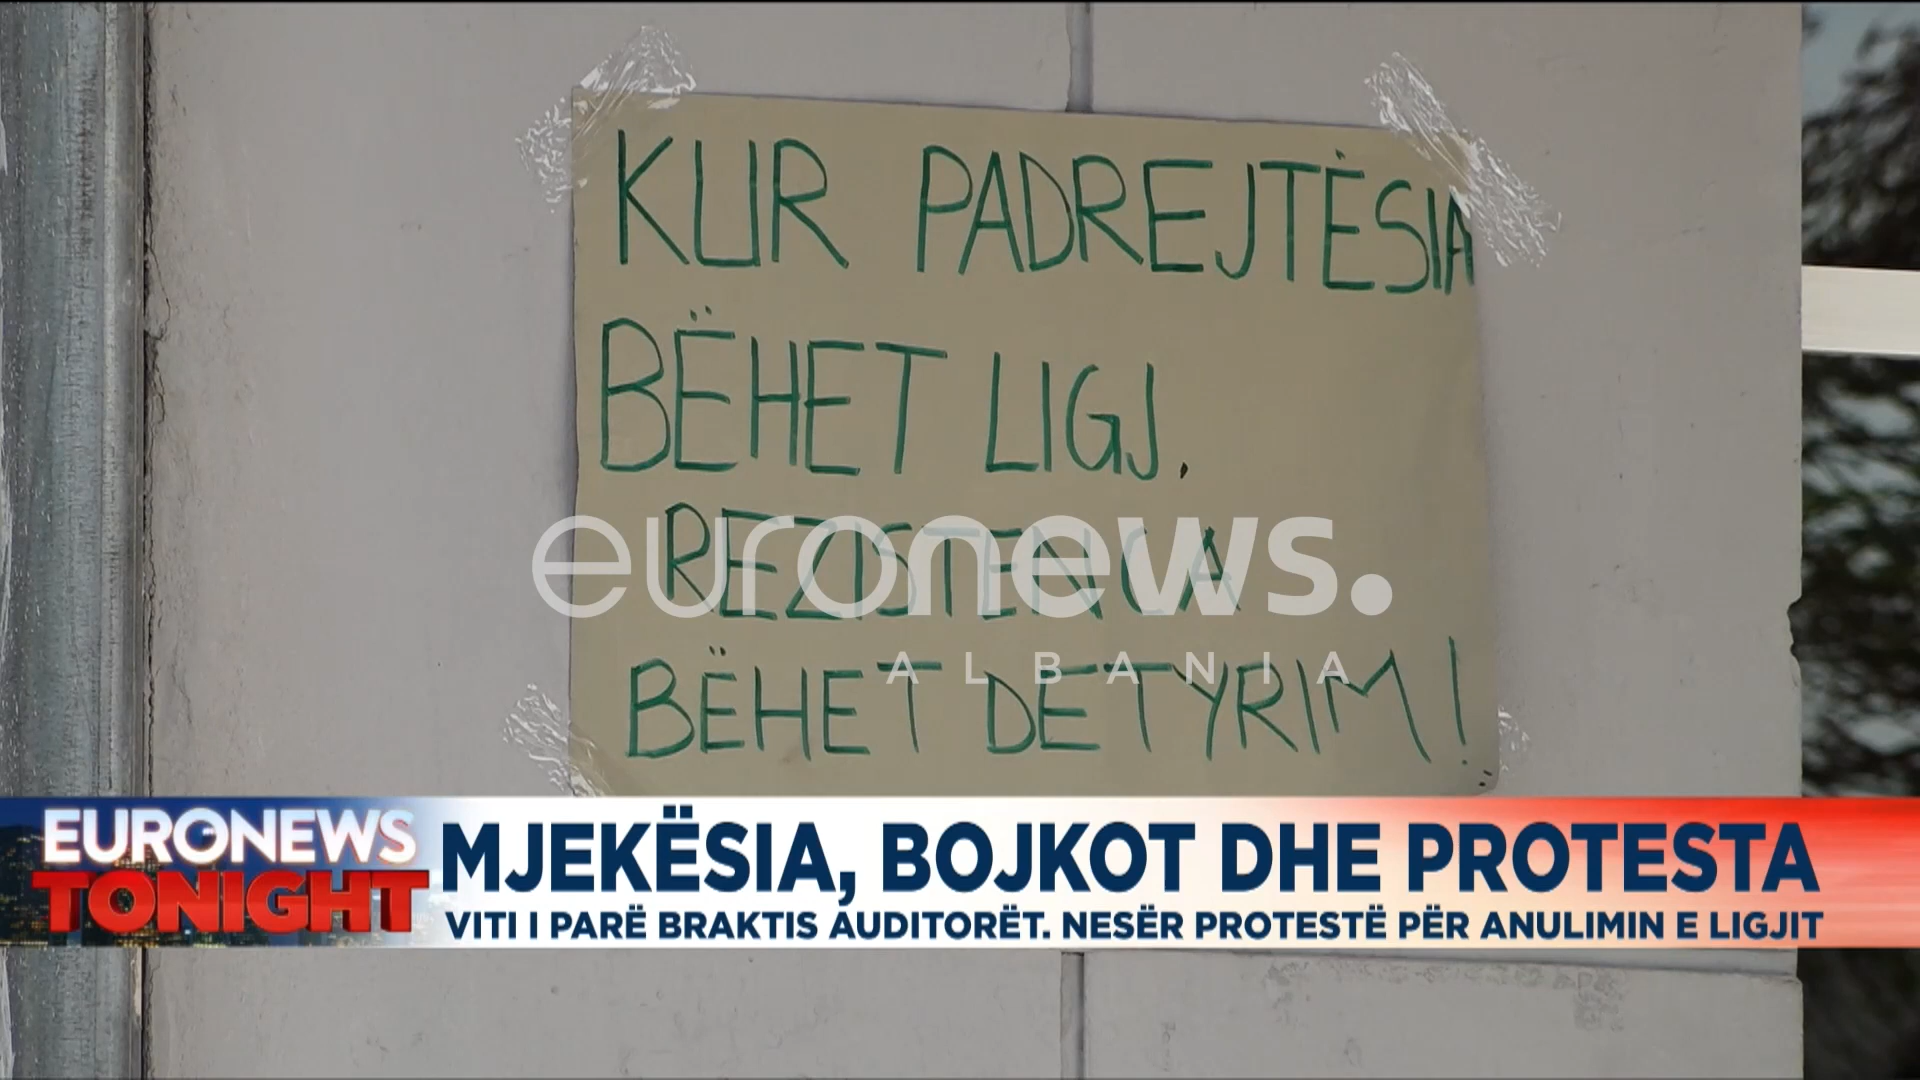 KUR PADREJTËSIA
BËHET LIGJ,
REZISTENCA
BËHET DETYRIM!
euronews.
ALBANIA
EURONEWS
TONIGHT
MJEKËSIA, BOJKOT DHE PROTESTA
VITI I PARË BRAKTIS AUDITORËT. NESËR PROTESTË PËR ANULIMIN E LIGJIT